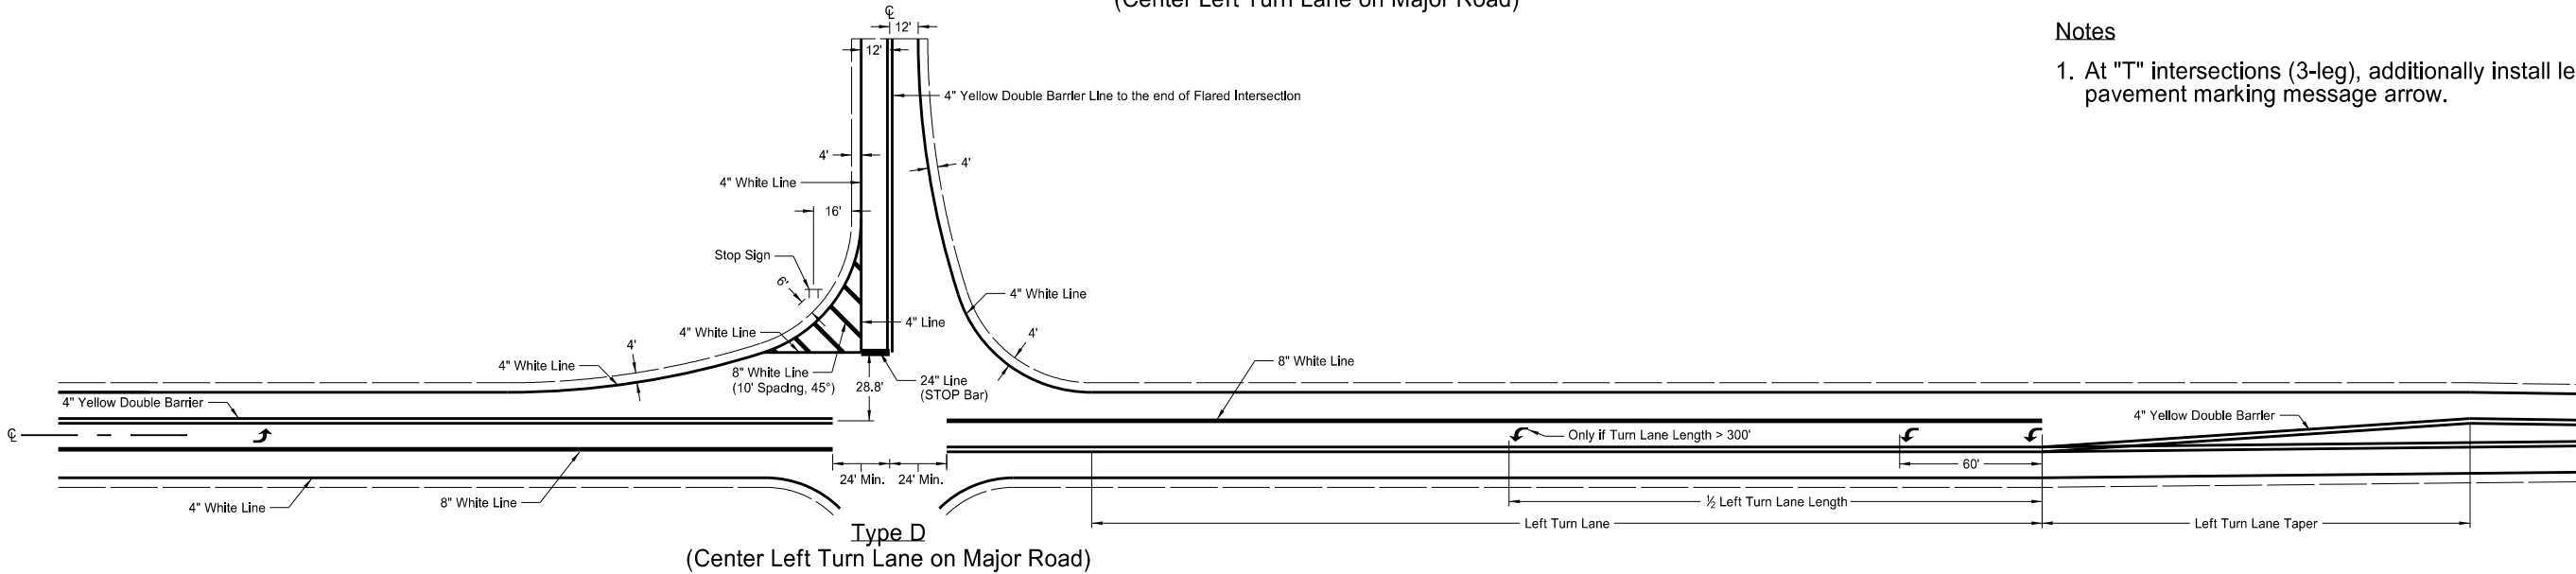 (Center Left Turn Lane on Major Road)
Notes
1. At "T" intersections (3-leg), additionally install
pavement marking message arrow.
℄
12'
12'
4" Yellow Double Barrier Line to the end of Flared Intersection
4'
4'
4" White Line
16'
Stop Sign
6'
4" White Line
4" Line
4" White Line
4'
4'
4" White Line
8" White Line
(10' Spacing, 45°)
28.8'
24" Line
(STOP Bar)
8" White Line
4" Yellow Double Barrier
4" Yellow Double Barrier
℄
Only if Turn Lane Length > 300'
24' Min.
24' Min.
60'
4" White Line
8" White Line
½ Left Turn Lane Length
Left Turn Lane
Left Turn Lane Taper
Type D
(Center Left Turn Lane on Major Road)